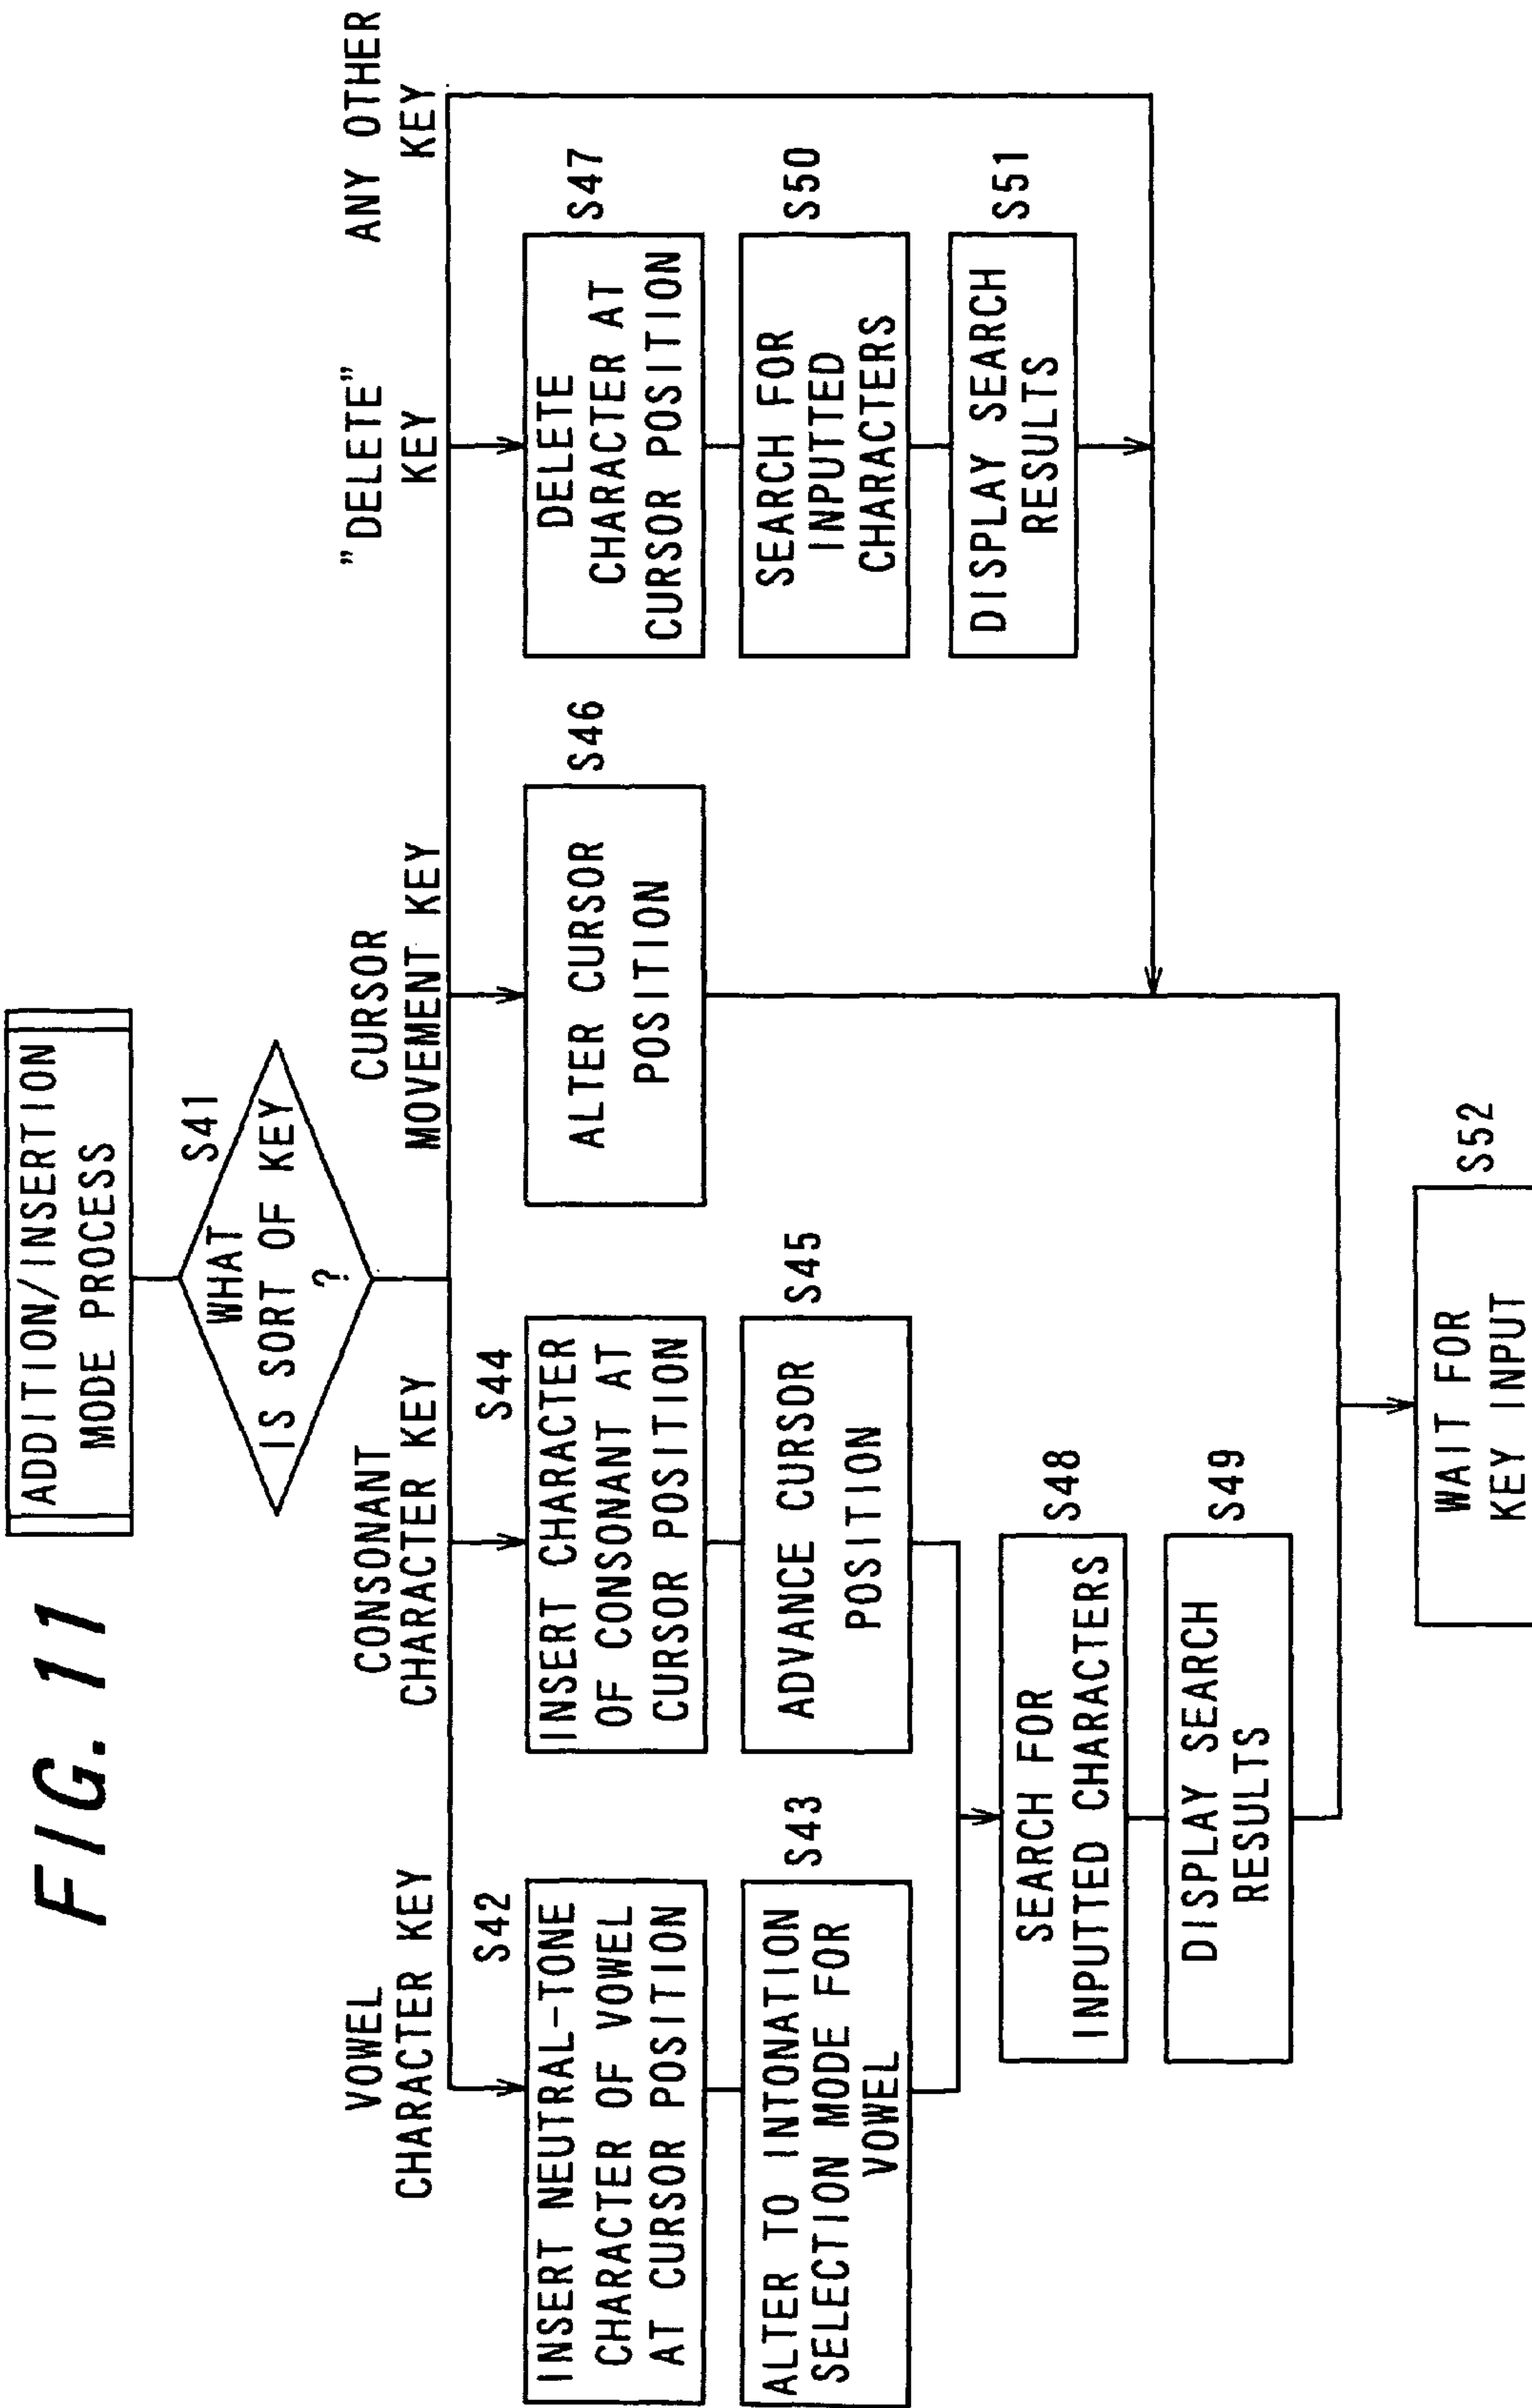 FIG. 11
ADDITION/INSERTION
MODE PROCESS
S41
WHAT
IS SORT OF KEY
?
VOWEL
CHARACTER KEY
CONSONANT
CHARACTER KEY
CURSOR
MOVEMENT KEY
"DELETE"
KEY
ANY OTHER
KEY
S42
INSERT NEUTRAL-TONE
CHARACTER OF VOWEL
AT CURSOR POSITION
S43
ALTER TO INTONATION
SELECTION MODE FOR
VOWEL
S44
INSERT CHARACTER
OF CONSONANT AT
CURSOR POSITION
S45
ADVANCE CURSOR
POSITION
S46
ALTER CURSOR
POSITION
S47
DELETE
CHARACTER AT
CURSOR POSITION
S50
SEARCH FOR
INPUTTED
CHARACTERS
S51
DISPLAY SEARCH
RESULTS
S48
SEARCH FOR
INPUTTED CHARACTERS
S49
DISPLAY SEARCH
RESULTS
S52
WAIT FOR
KEY INPUT